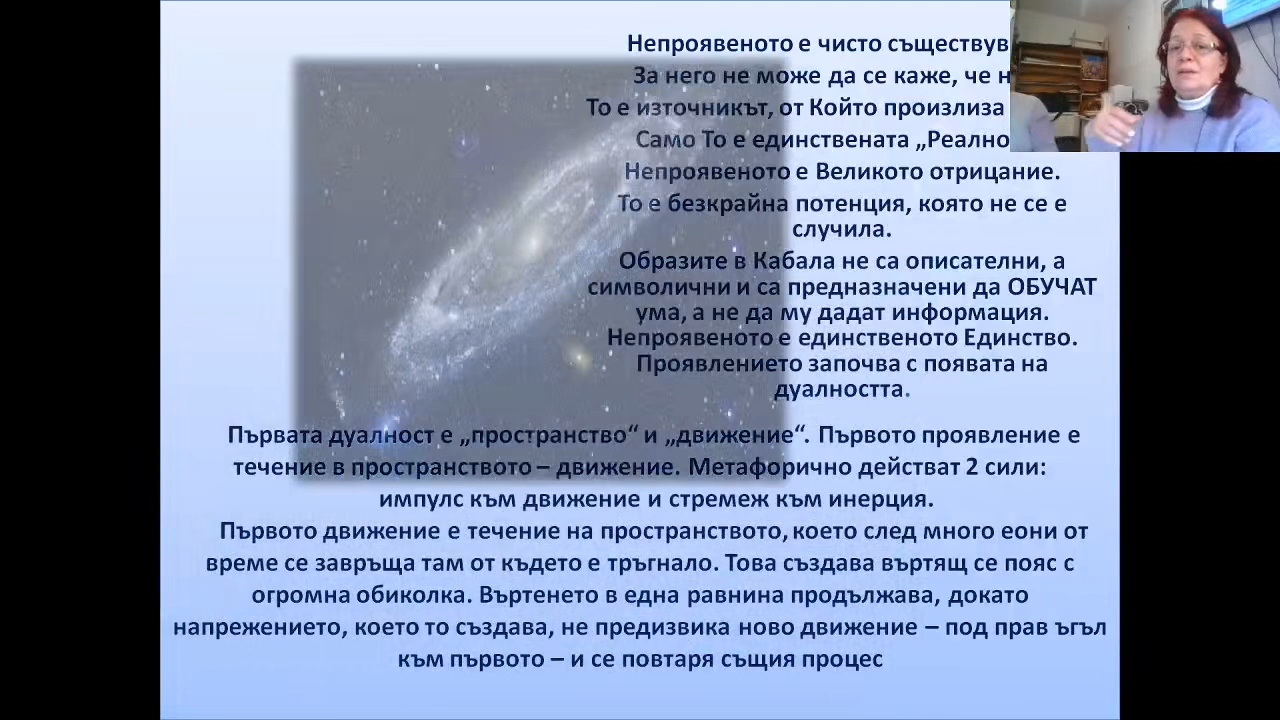 Непроявеното е чисто
За него не може да се каже, че
То е източникът, от Който произлиза
Само То е единствената
Непроявеното е Великото отрицание.
То е безкрайна потенция, която не се е
случила.
Образите в Кабала не са описателни, а
символични и са предназначени да ОБУЧАТ
ума, а не да му дадат информация.
Непроявеното е единственото Единство.
Проявлението започва с появата на
дуалността.
Първата дуалност е „пространство“ и „движение“. Първото проявление е
течение в пространството – движение. Метафорично действат 2 сили:
импулс към движение и стремеж към инерция.
Първото движение е течение на пространството, което след много еони от
време се завръща там от където е тръгнало. Това създава въртящ се пояс с
огромна обиколка. Въртенето в една равнина продължава, докато
напрежението, което то създава, не предизвика ново движение – под прав ъгъл
към първото – и се повтаря същия процес